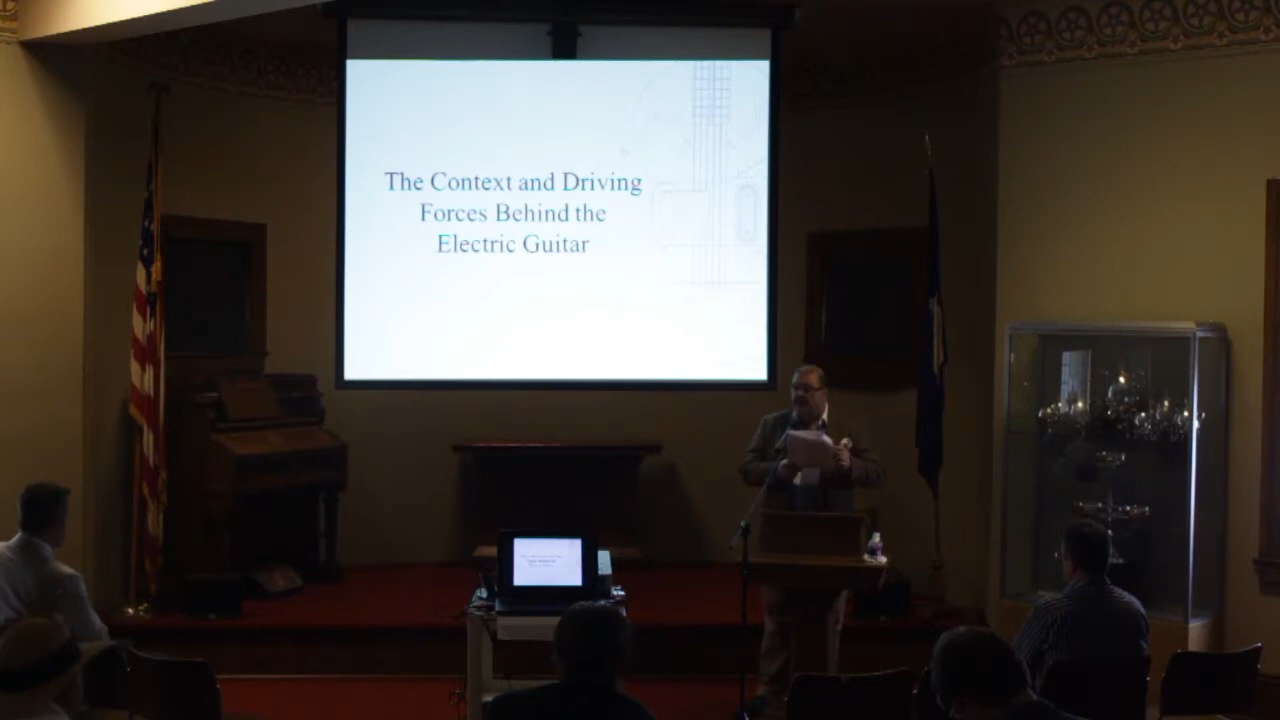 The Context and Driving
Forces Behind the
Electric Guitar